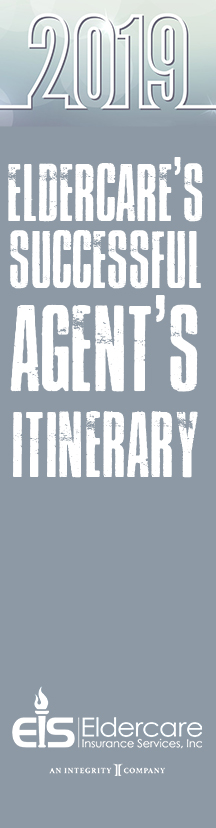 2019
ELDERCARE'S
SUCCESSFUL
AGENT'S
ITINERARY
EIS Eldercare
Insurance Services, Inc
AN INTEGRITY COMPANY